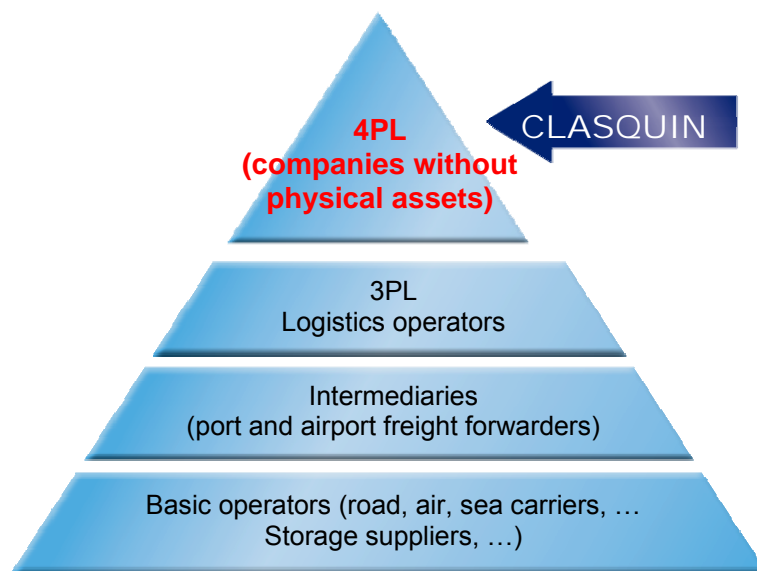 4PL
(companies without
physical assets)
CLASQUIN
3PL
Logistics operators
Intermediaries
(port and airport freight forwarders)
Basic operators (road, air, sea carriers, …
Storage suppliers, …)